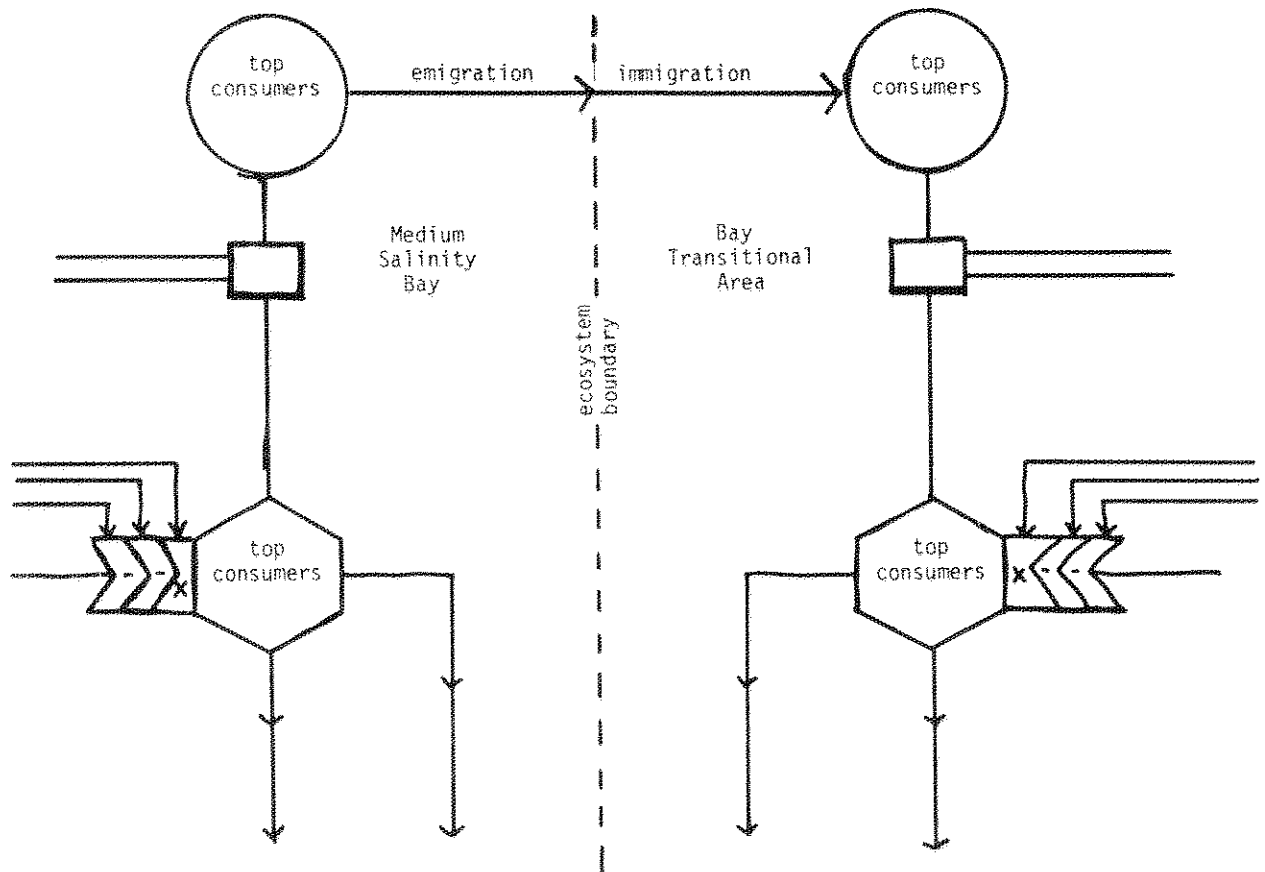 top
consumers
emigration
immigration
top
consumers
Medium
Salinity
Bay
Bay
Transitional
Area
ecosystem
boundary
top
consumers
- - x
top
consumers
x - -